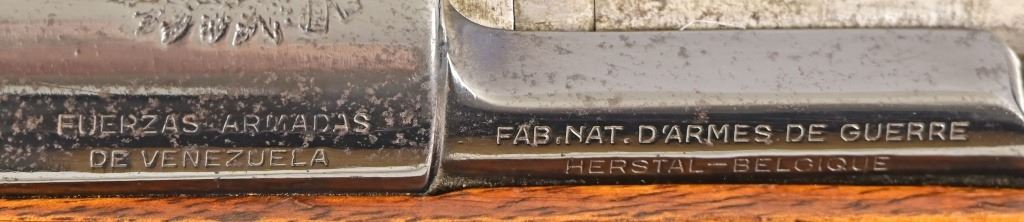 FUERZAS ARMADAS
DE VENEZUELA
FAB. NAT. D'ARMES DE GUERRE
HERSTAL-BELGIQUE